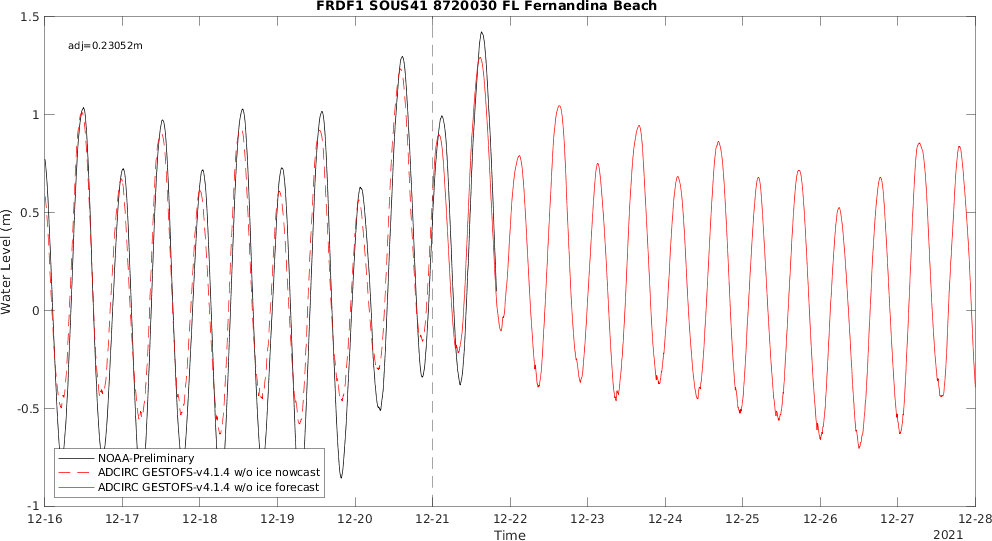 FRDF1 SOUS41 8720030 FL Fernandina Beach
adj=0.23052m
1.5
1
0.5
0
-0.5
-1
Water Level (m)
NOAA-Preliminary
ADCIRC GESTOFS-v4.1.4 w/o ice nowcast
ADCIRC GESTOFS-v4.1.4 w/o ice forecast
12-16 12-17 12-18 12-19 12-20 12-21 12-22 12-23 12-24 12-25 12-26 12-27 12-28
Time
2021